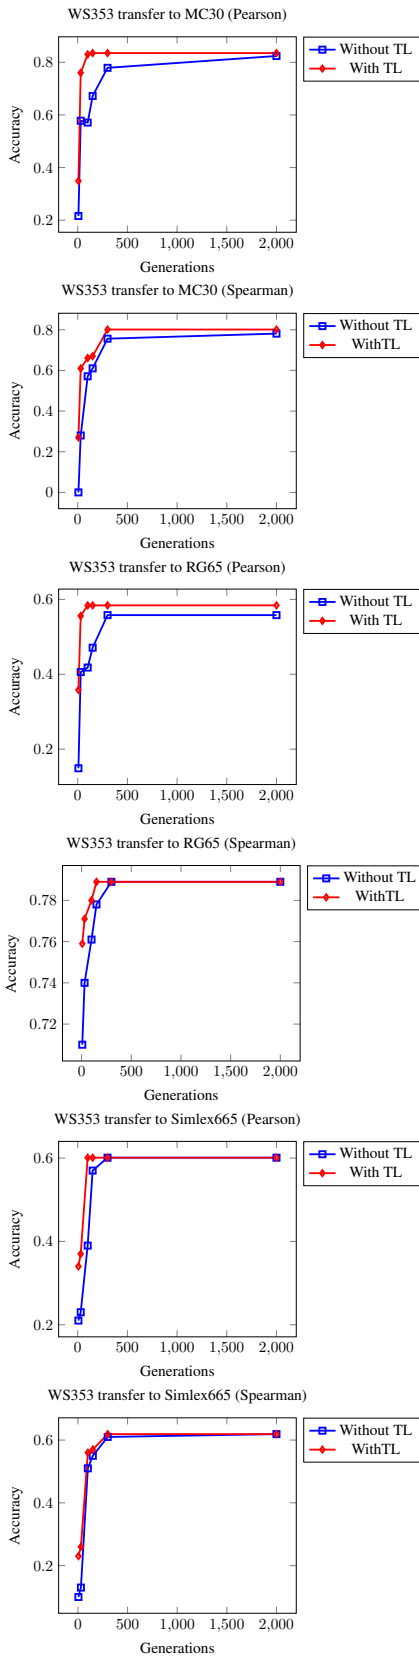 WS353 transfer to MC30 (Pearson)
0.8
0.6
0.4
0.2
Accuracy
0 500 1,000 1,500 2,000
Generations
Without TL
With TL
WS353 transfer to MC30 (Spearman)
0.8
0.6
0.4
0.2
0
Accuracy
0 500 1,000 1,500 2,000
Generations
Without TL
WithTL
WS353 transfer to RG65 (Pearson)
0.6
0.4
0.2
Accuracy
0 500 1,000 1,500 2,000
Generations
Without TL
With TL
WS353 transfer to RG65 (Spearman)
0.78
0.76
0.74
0.72
Accuracy
0 500 1,000 1,500 2,000
Generations
Without TL
WithTL
WS353 transfer to Simlex665 (Pearson)
0.6
0.4
0.2
Accuracy
0 500 1,000 1,500 2,000
Generations
Without TL
With TL
WS353 transfer to Simlex665 (Spearman)
0.6
0.4
0.2
Accuracy
0 500 1,000 1,500 2,000
Generations
Without TL
WithTL